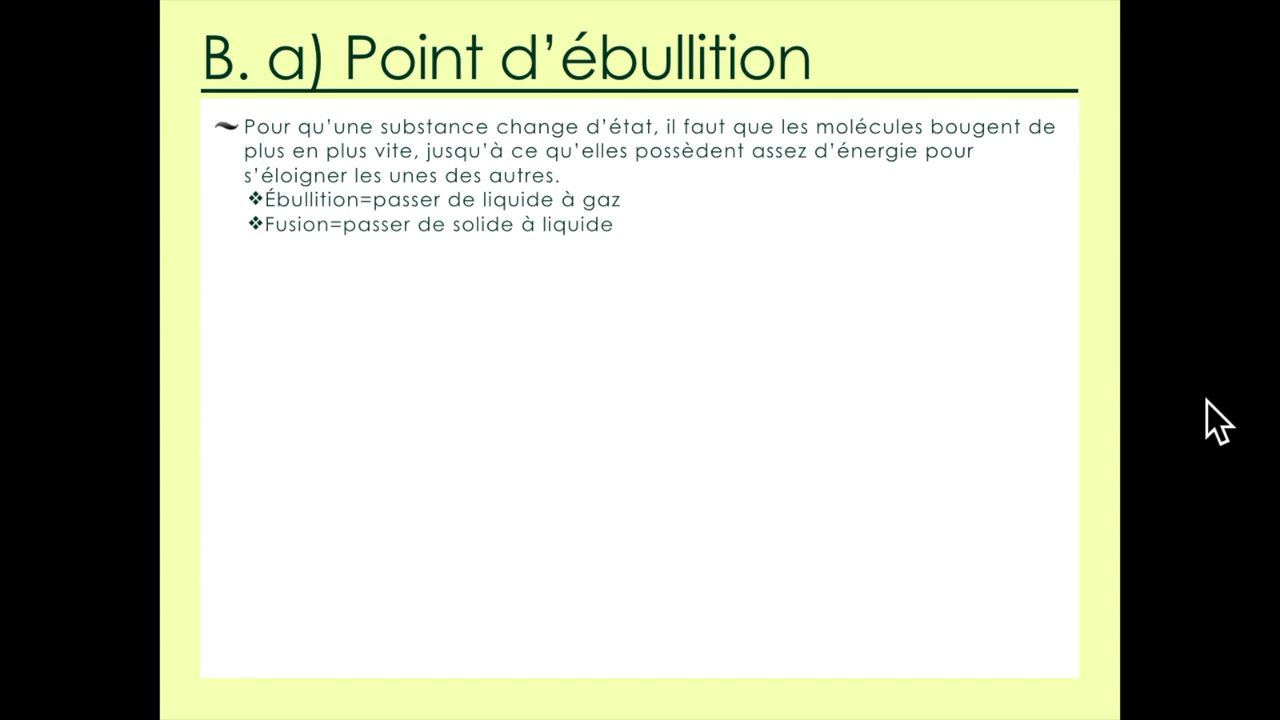 B. a) Point d’ébullition
Pour qu’une substance change d’état, il faut que les molécules bougent de
plus en plus vite, jusqu’à ce qu’elles possèdent assez d’énergie pour
s’éloigner les unes des autres.
❖Ébullition=passer de liquide à gaz
❖Fusion=passer de solide à liquide